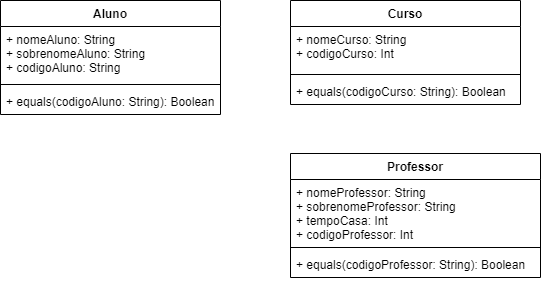 Aluno
+ nomeAluno: String
+ sobrenomeAluno: String
+ codigoAluno: String
+ equals(codigoAluno: String): Boolean
Curso
+ nomeCurso: String
+ codigoCurso: Int
+ equals(codigoCurso: String): Boolean
Professor
+ nomeProfessor: String
+ sobrenomeProfessor: String
+ tempoCasa: Int
+ codigoProfessor: Int
+ equals(codigoProfessor: String): Boolean